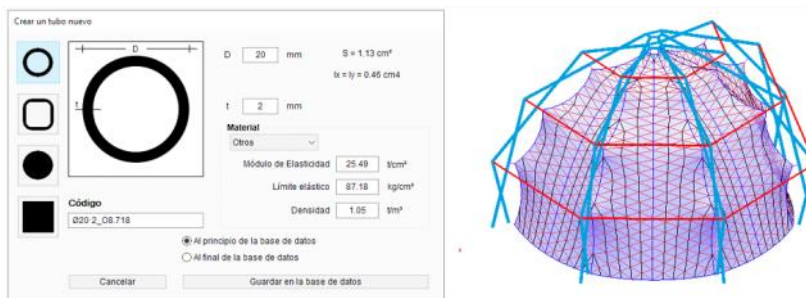 Crear un tubo nuevo
D
D 20 mm S = 1.13 cm²
Ix = Iy = 0.46 cm4
t
t 2 mm
Material
Otros
Módulo de Elasticidad 25.49 t/cm²
Límite elástico 87.18 kg/cm²
Densidad 1.05 t/m³
Código
Ø20 2_O8.718
Al principio de la base de datos
Al final de la base de datos
Cancelar Guardar en la base de datos